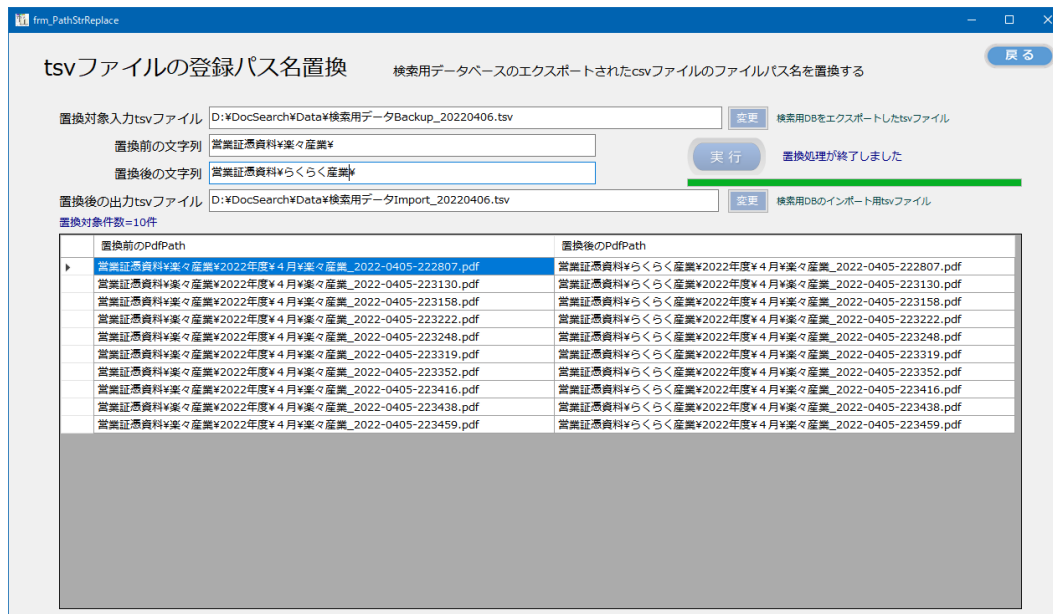 frm_PathStrReplace
戻る
tsvファイルの登録パス名置換 検索用データベースのエクスポートされたcsvファイルのファイルパス名を置換する
置換対象入力tsvファイル D:¥DocSearch¥Data¥検索用データBackup_20220406.tsv 変更 検索用DBをエクスポートしたtsvファイル
置換前の文字列 営業証憑資料¥楽々産業¥
実行 置換処理が終了しました
置換後の文字列 営業証憑資料¥らくらく産業¥
置換後の出力tsvファイル D:¥DocSearch¥Data¥検索用データImport_20220406.tsv 変更 検索用DBのインポート用tsvファイル
置換対象件数=10件
置換前のPdfPath 置換後のPdfPath
営業証憑資料¥楽々産業¥2022年度¥４月¥楽々産業_2022-0405-222807.pdf 営業証憑資料¥らくらく産業¥2022年度¥４月¥楽々産業_2022-0405-222807.pdf
営業証憑資料¥楽々産業¥2022年度¥４月¥楽々産業_2022-0405-223130.pdf 営業証憑資料¥らくらく産業¥2022年度¥４月¥楽々産業_2022-0405-223130.pdf
営業証憑資料¥楽々産業¥2022年度¥４月¥楽々産業_2022-0405-223158.pdf 営業証憑資料¥らくらく産業¥2022年度¥４月¥楽々産業_2022-0405-223158.pdf
営業証憑資料¥楽々産業¥2022年度¥４月¥楽々産業_2022-0405-223222.pdf 営業証憑資料¥らくらく産業¥2022年度¥４月¥楽々産業_2022-0405-223222.pdf
営業証憑資料¥楽々産業¥2022年度¥４月¥楽々産業_2022-0405-223248.pdf 営業証憑資料¥らくらく産業¥2022年度¥４月¥楽々産業_2022-0405-223248.pdf
営業証憑資料¥楽々産業¥2022年度¥４月¥楽々産業_2022-0405-223319.pdf 営業証憑資料¥らくらく産業¥2022年度¥４月¥楽々産業_2022-0405-223319.pdf
営業証憑資料¥楽々産業¥2022年度¥４月¥楽々産業_2022-0405-223352.pdf 営業証憑資料¥らくらく産業¥2022年度¥４月¥楽々産業_2022-0405-223352.pdf
営業証憑資料¥楽々産業¥2022年度¥４月¥楽々産業_2022-0405-223416.pdf 営業証憑資料¥らくらく産業¥2022年度¥４月¥楽々産業_2022-0405-223416.pdf
営業証憑資料¥楽々産業¥2022年度¥４月¥楽々産業_2022-0405-223438.pdf 営業証憑資料¥らくらく産業¥2022年度¥４月¥楽々産業_2022-0405-223438.pdf
営業証憑資料¥楽々産業¥2022年度¥４月¥楽々産業_2022-0405-223459.pdf 営業証憑資料¥らくらく産業¥2022年度¥４月¥楽々産業_2022-0405-223459.pdf